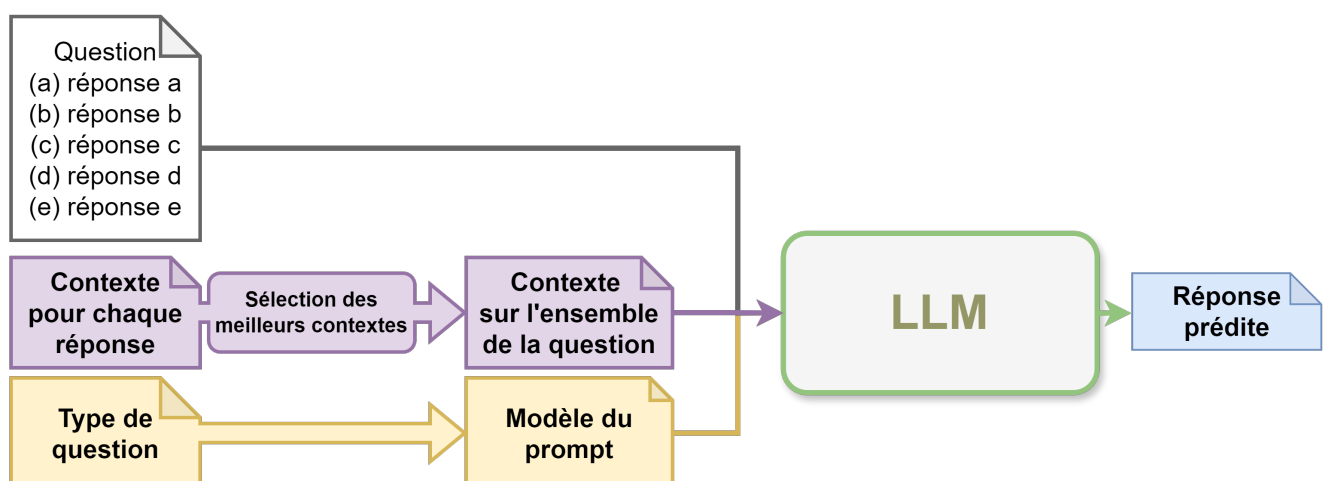 Question
(a) réponse a
(b) réponse b
(c) réponse c
(d) réponse d
(e) réponse e
Contexte
pour chaque
réponse
Sélection des
meilleurs contextes
Contexte
sur l'ensemble
de la question
LLM
Réponse
prédite
Type de
question
Modèle du
prompt